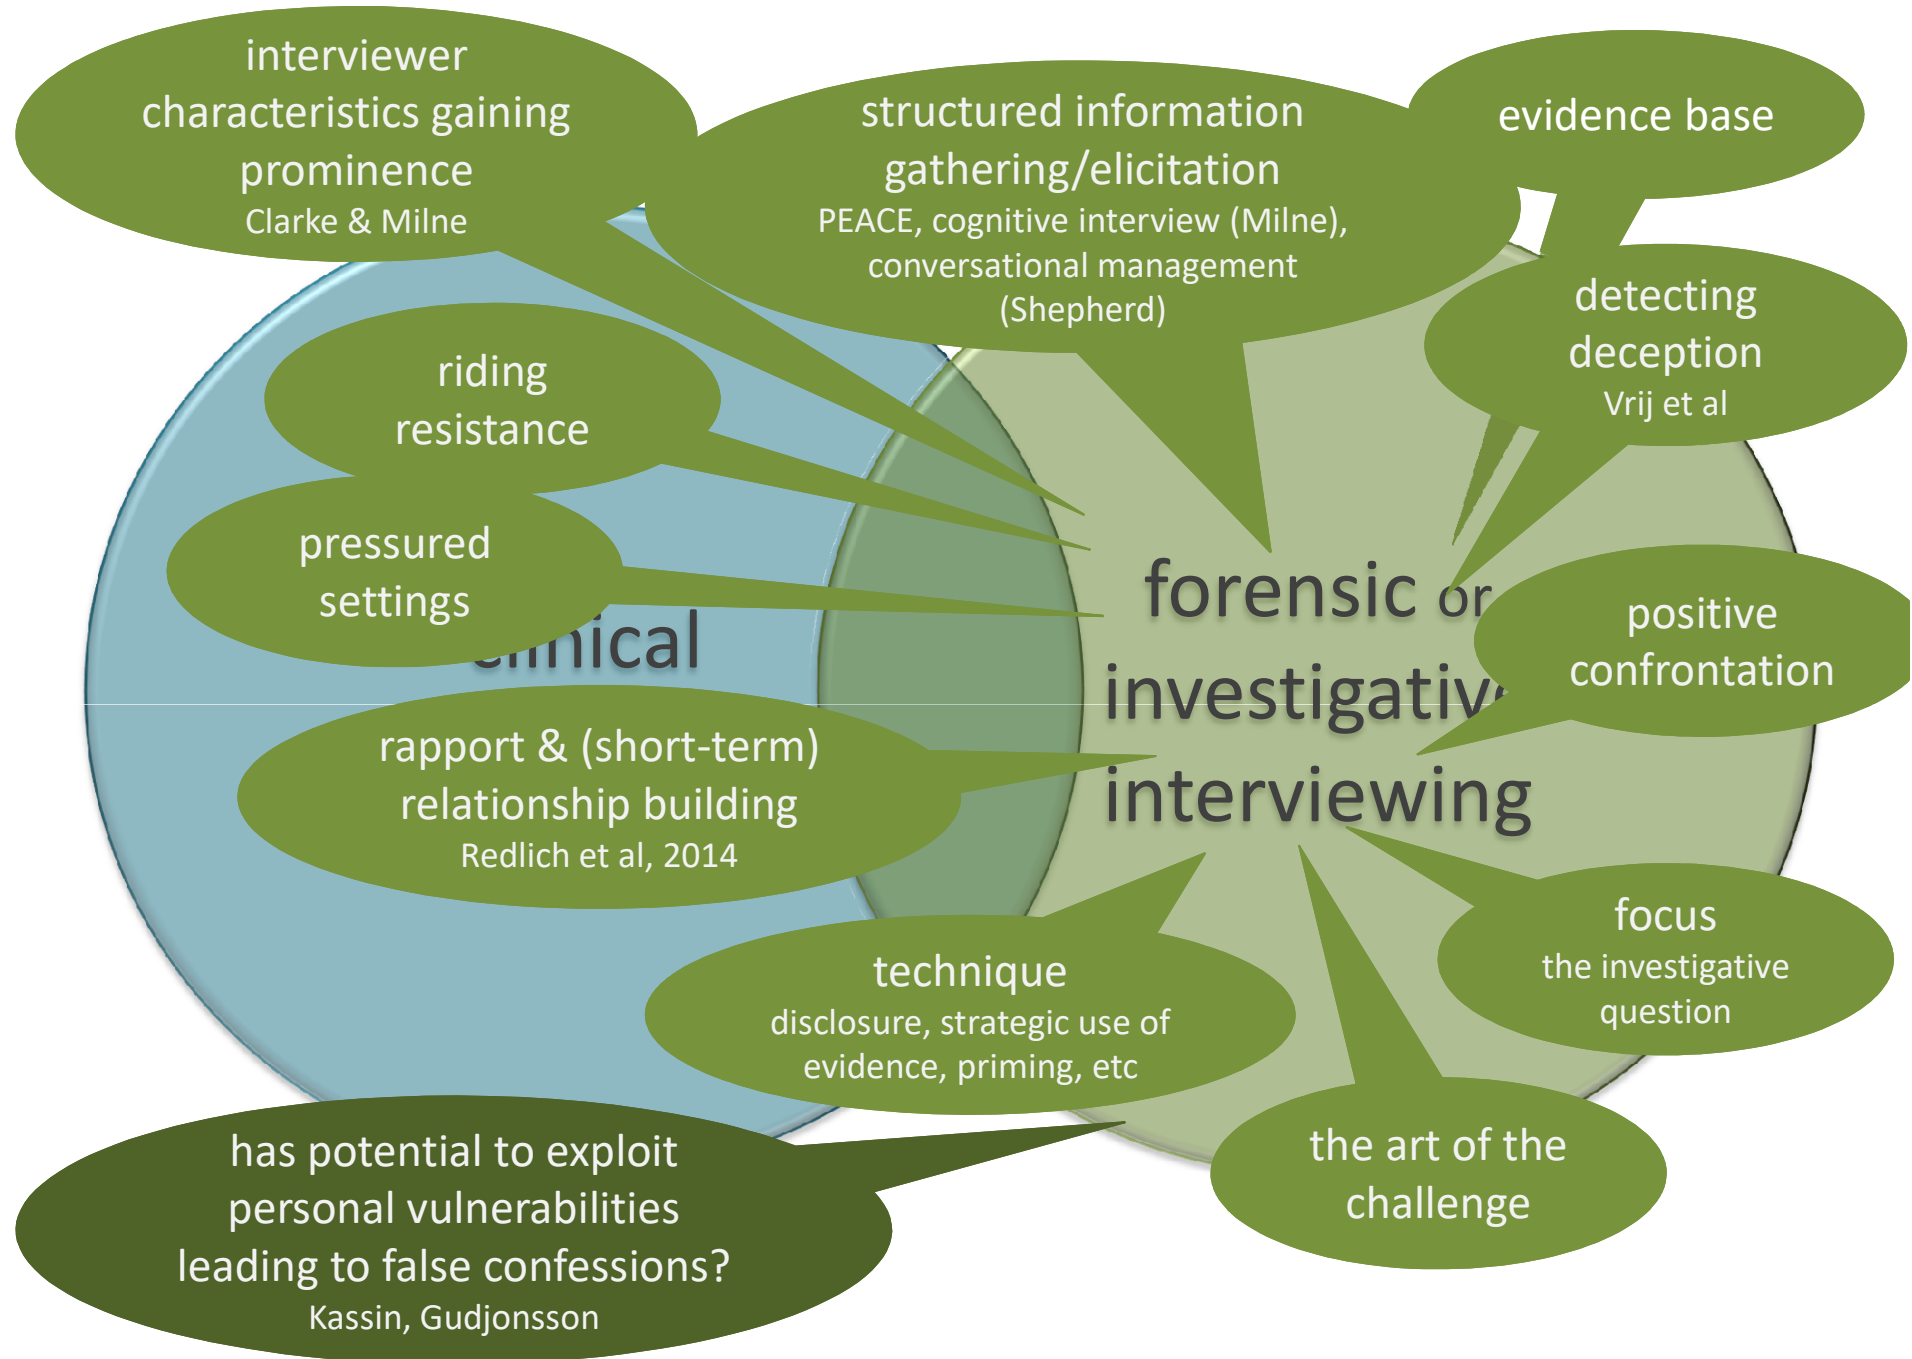 interviewer
characteristics gaining
prominence
Clarke & Milne
structured information
gathering/elicitation
PEACE, cognitive interview (Milne),
conversational management
(Shepherd)
evidence base
detecting
deception
Vrij et al
riding
resistance
pressured
settings
clinical
forensic or
investigative
interviewing
positive
confrontation
rapport & (short-term)
relationship building
Redlich et al, 2014
focus
the investigative
question
technique
disclosure, strategic use of
evidence, priming, etc
the art of the
challenge
has potential to exploit
personal vulnerabilities
leading to false confessions?
Kassin, Gudjonsson